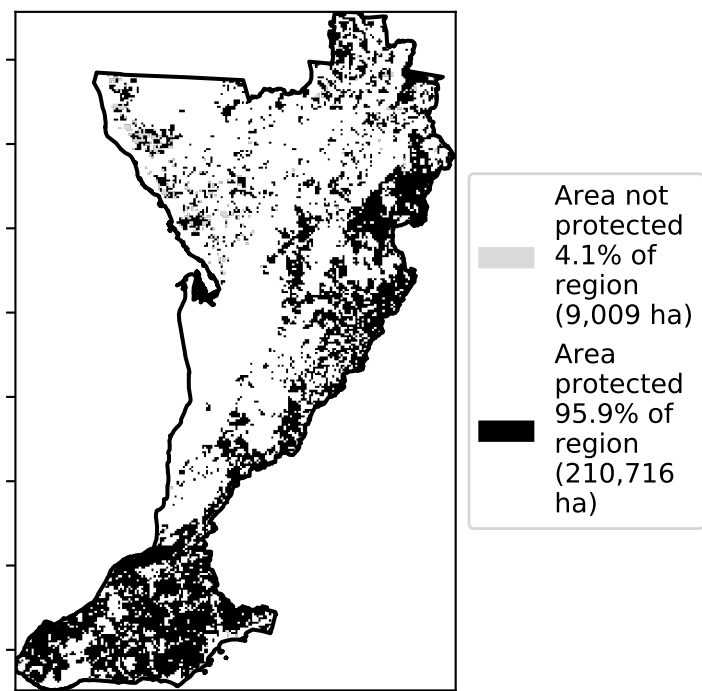 Area not
protected
4.1% of
region
(9,009 ha)
Area
protected
95.9% of
region
(210,716
ha)